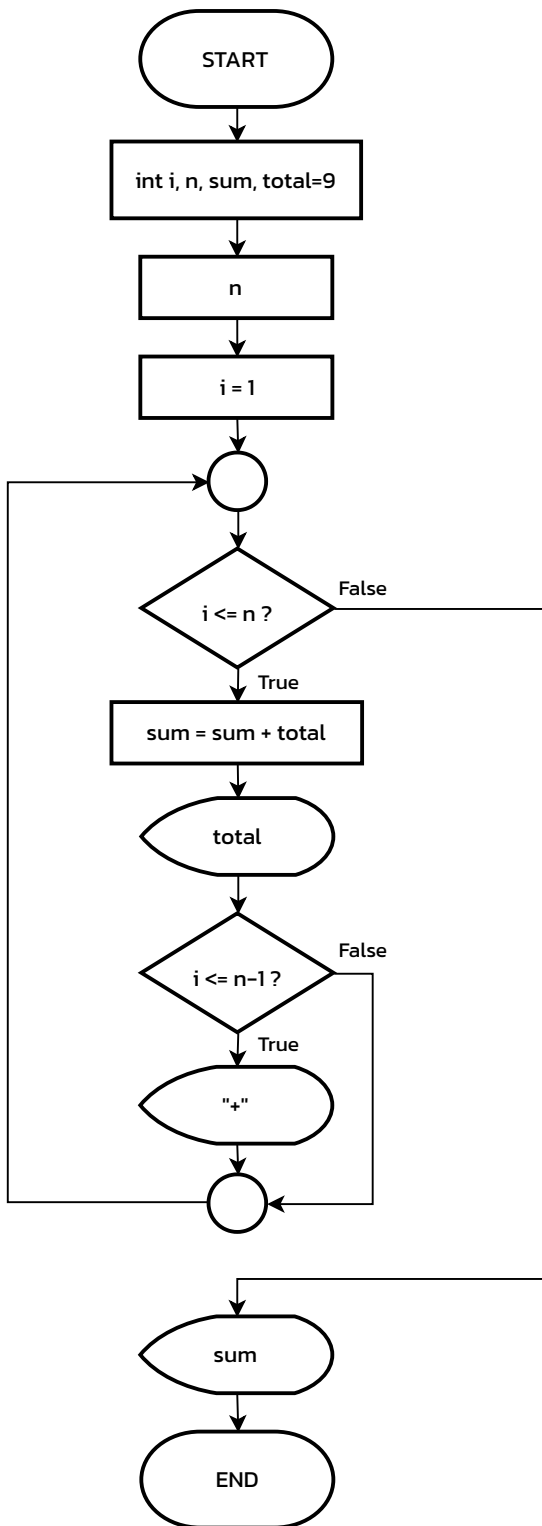 START
int i, n, sum, total=9
n
i = 1
i <= n ?
False
True
sum = sum + total
total
i <= n-1 ?
False
True
"+"
sum
END